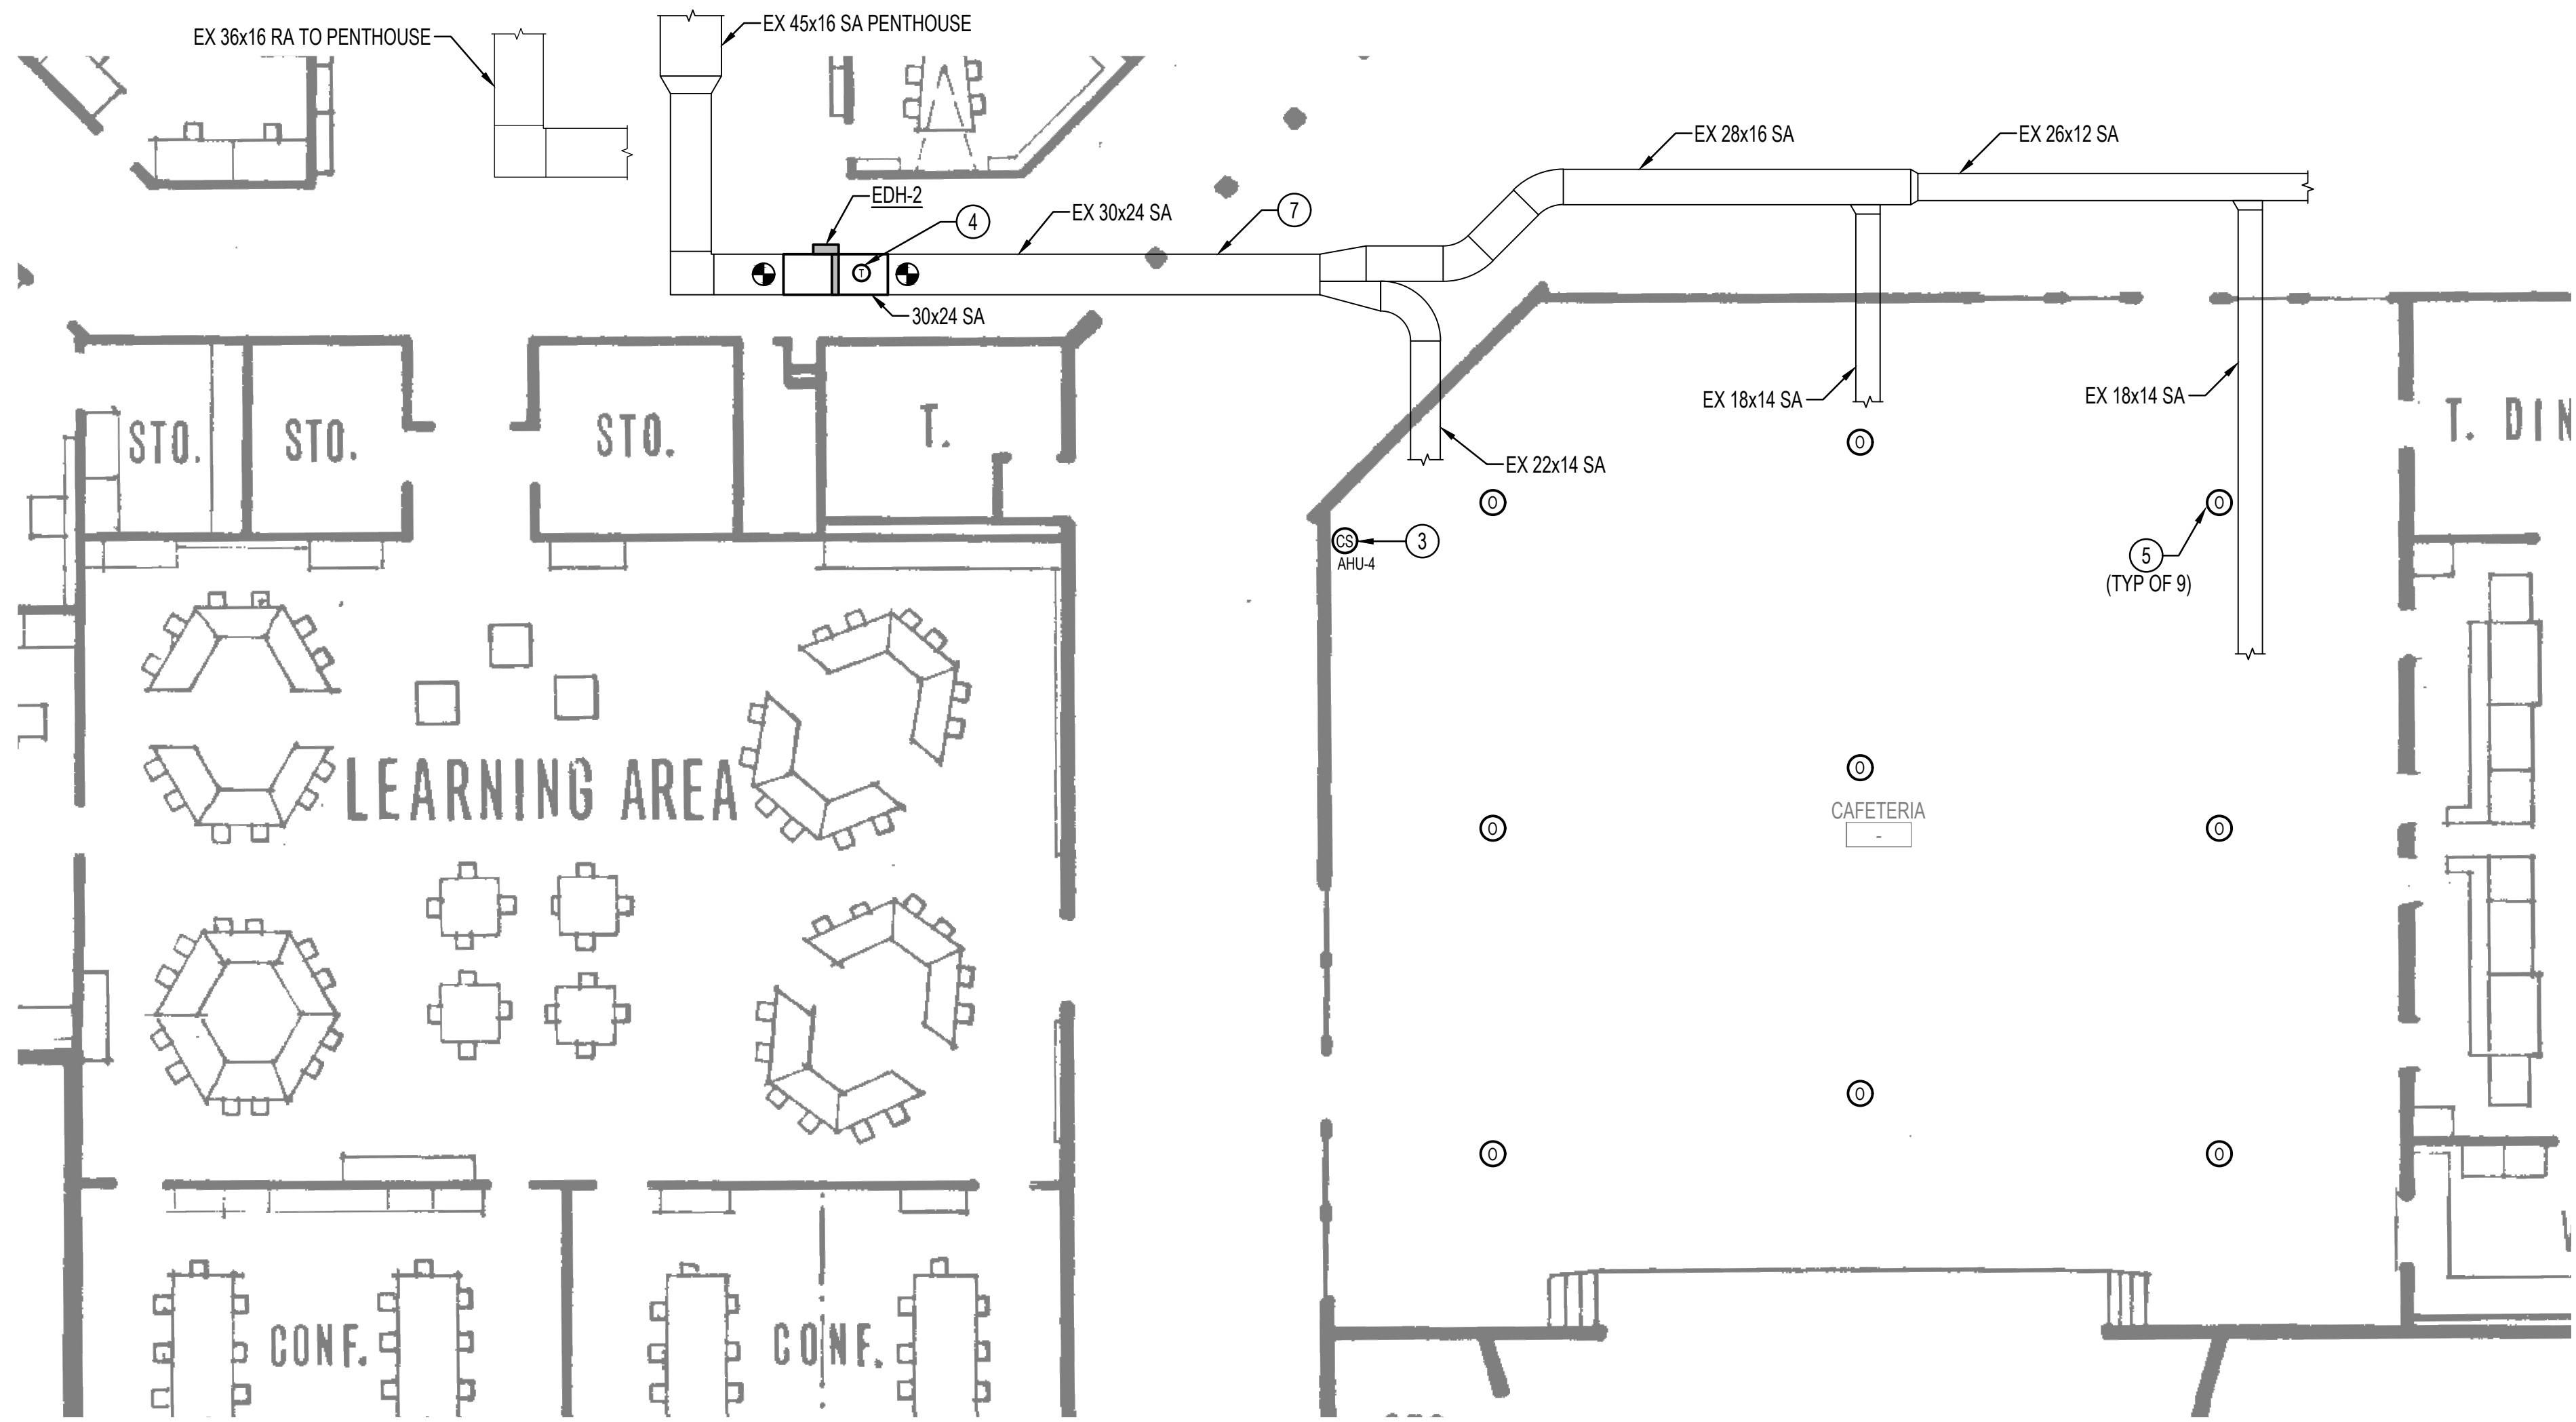 EX 36x16 RA TO PENTHOUSE
EX 45x16 SA PENTHOUSE
EX 28x16 SA
EX 26x12 SA
EDH-2
4
EX 30x24 SA
7
T
30x24 SA
EX 18x14 SA
EX 18x14 SA
STO.
STO.
STO.
T.
T. DIN
O
EX 22x14 SA
O
O
CS
3
AHU-4
5
(TYP OF 9)
O
LEARNING AREA
CAFETERIA
-
O
O
O
O
O
CONF.
CONF.